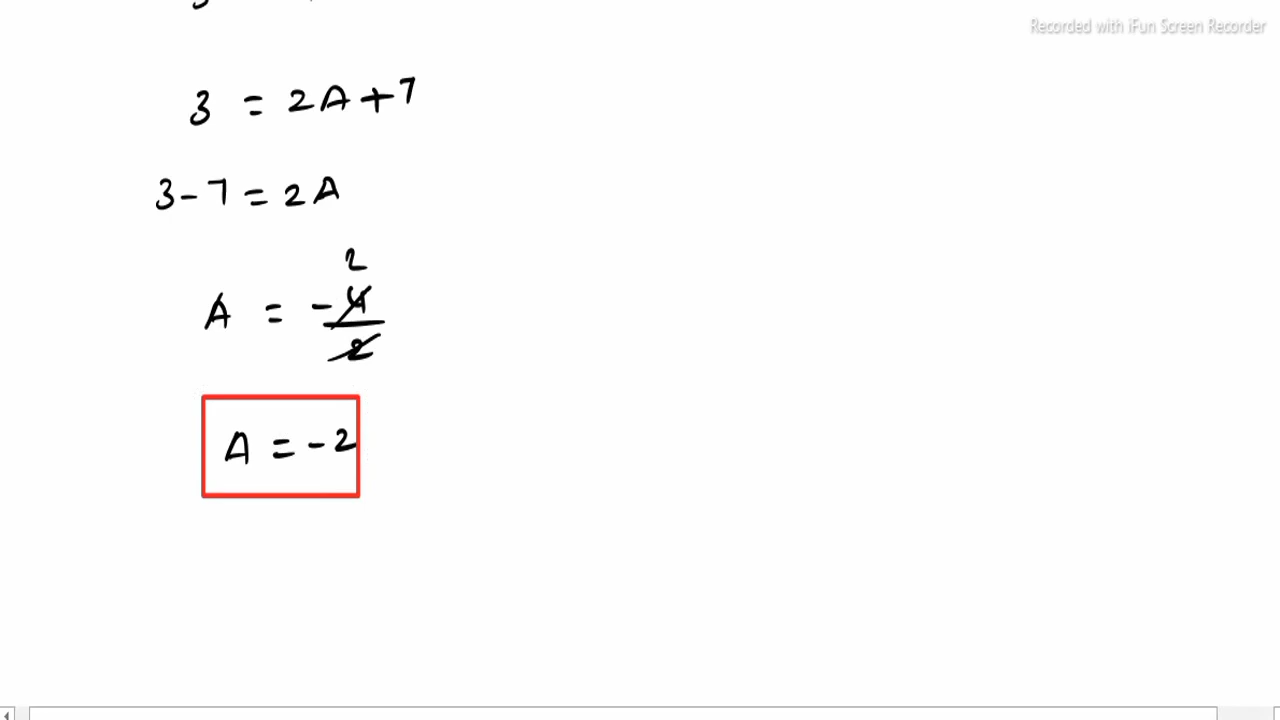 Recorded with iFun Screen Recorder
3 = 2A+7
3-7=2A
2
A = -4
2
A = -2